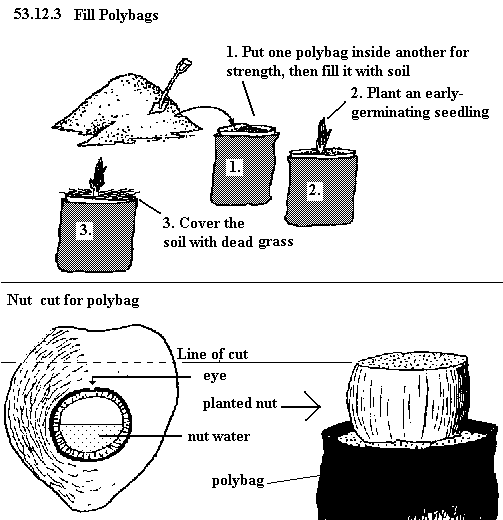 53.12.3 Fill Polybags
1. Put one polybag inside another for
strength, then fill it with soil
2. Plant an early-
germinating seedling
1.
2.
3.
3. Cover the
soil with dead grass
Nut cut for polybag
Line of cut
eye
planted nut
nut water
polybag